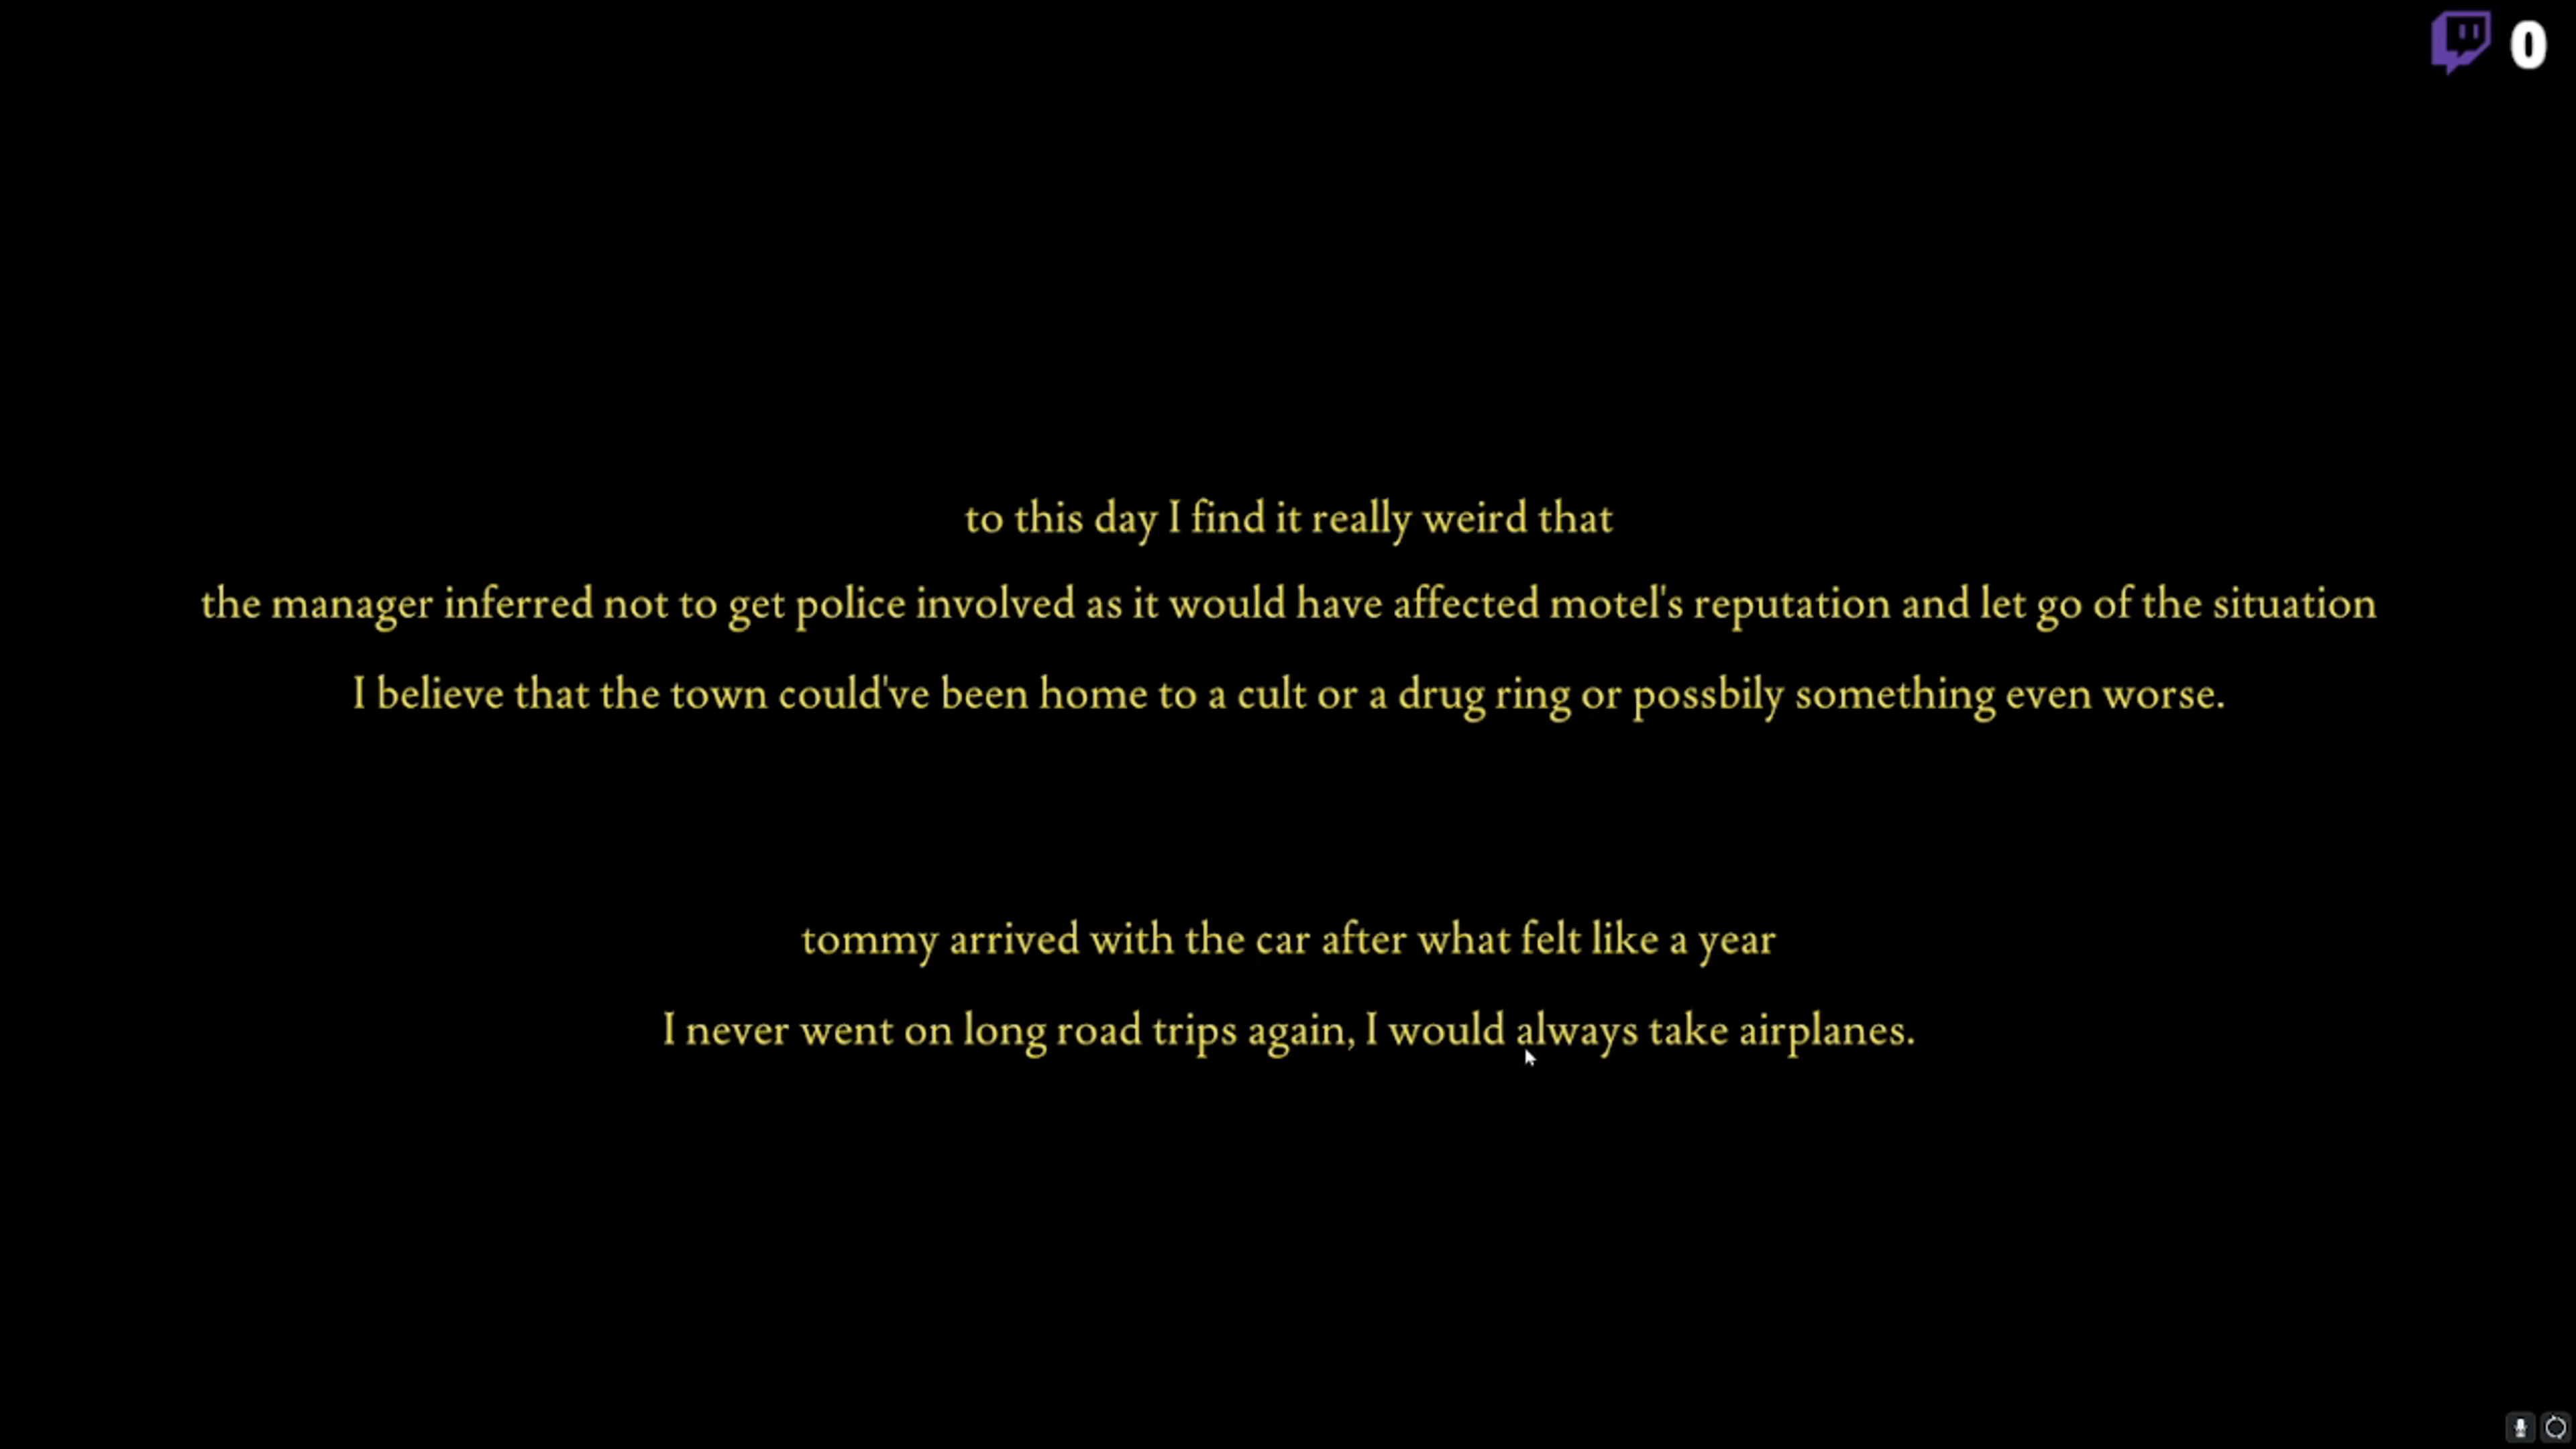 0
to this day I find it really weird that
the manager inferred not to get police involved as it would have affected motel's reputation and let go of the situation
I believe that the town could've been home to a cult or a drug ring or possbily something even worse.
tommy arrived with the car after what felt like a year
I never went on long road trips again, I would always take airplanes.